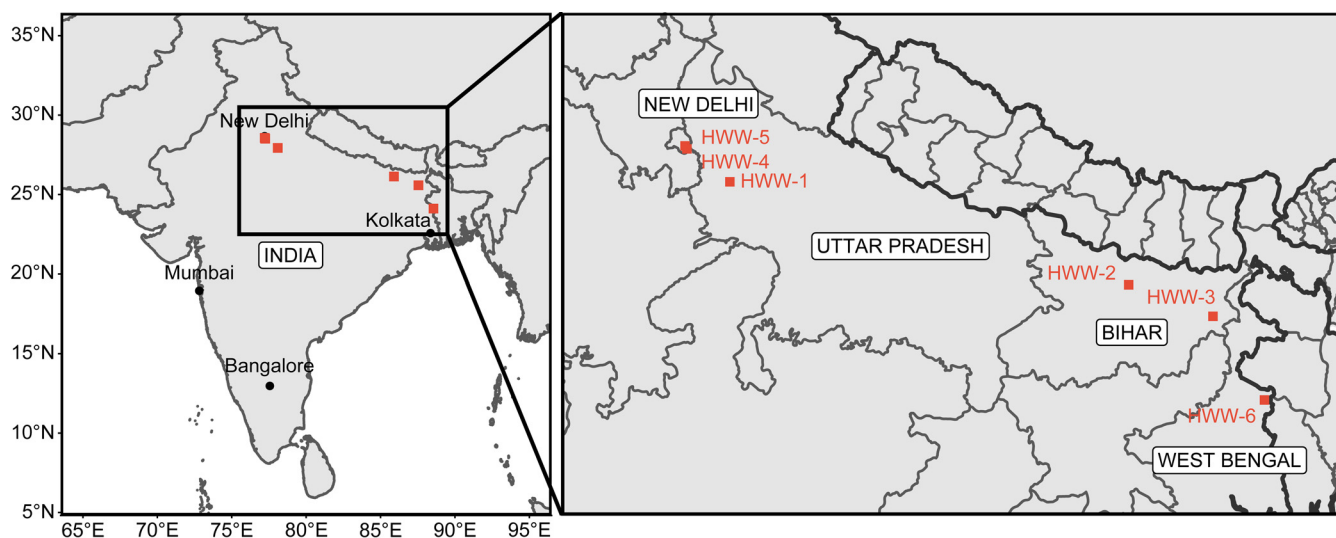 35°N
30°N
25°N
20°N
15°N
10°N
5°N
65°E 70°E 75°E 80°E 85°E 90°E 95°E
New Delhi
Kolkata
INDIA
Mumbai
Bangalore
NEW DELHI
HWW-5
HWW-4
HWW-1
UTTAR PRADESH
HWW-2
HWW-3
BIHAR
HWW-6
WEST BENGAL